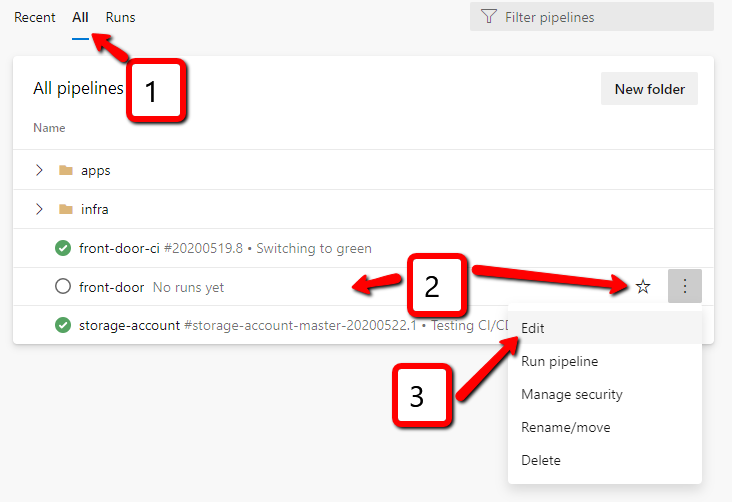 Recent All Runs
Filter pipelines
1
All pipelines
New folder
Name
apps
infra
front-door-ci #20200519.8 • Switching to green
front-door No runs yet
2
storage-account #storage-account-master-20200522.1 • Testing CI/CD
Edit
3
Run pipeline
Manage security
Rename/move
Delete